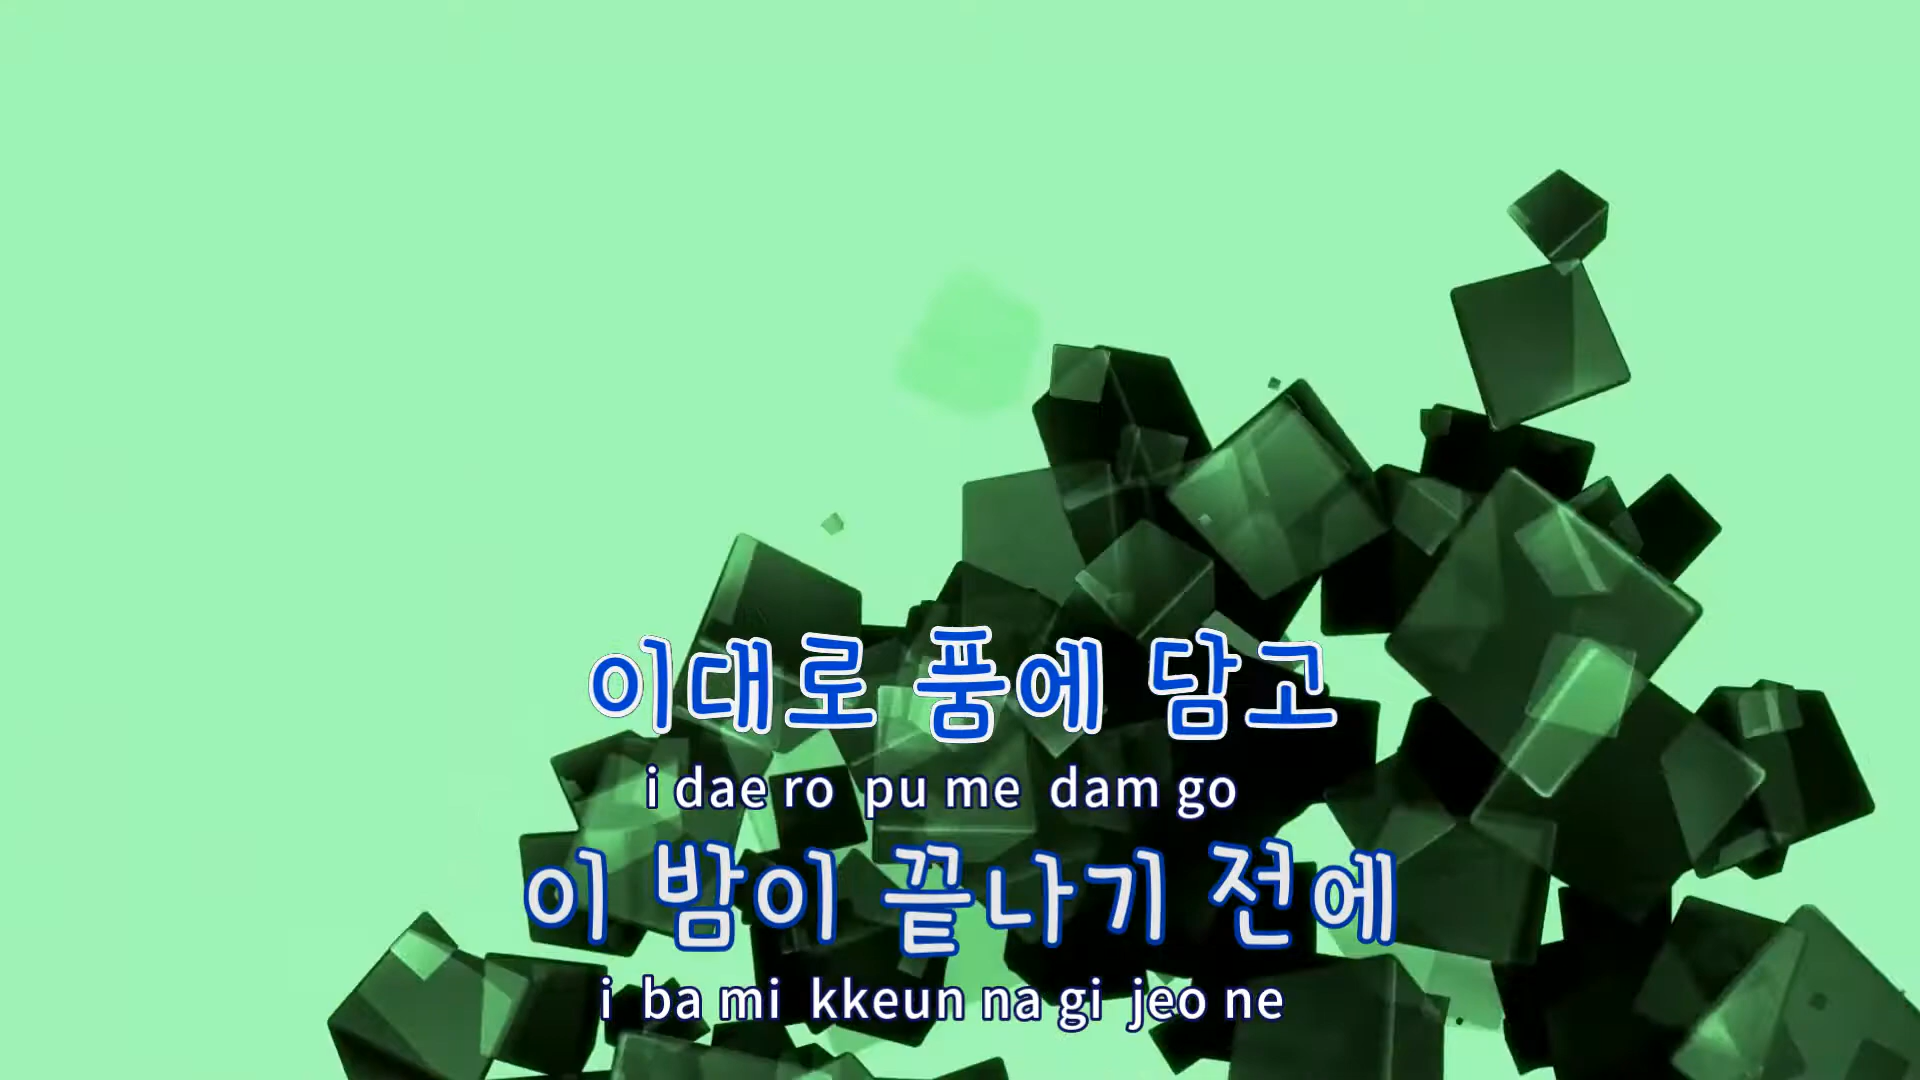 이대로 품에 담고
i dae ro pu me dam go
이 밤이 끝나기 전에
i ba mi kkeun na gi jeo ne